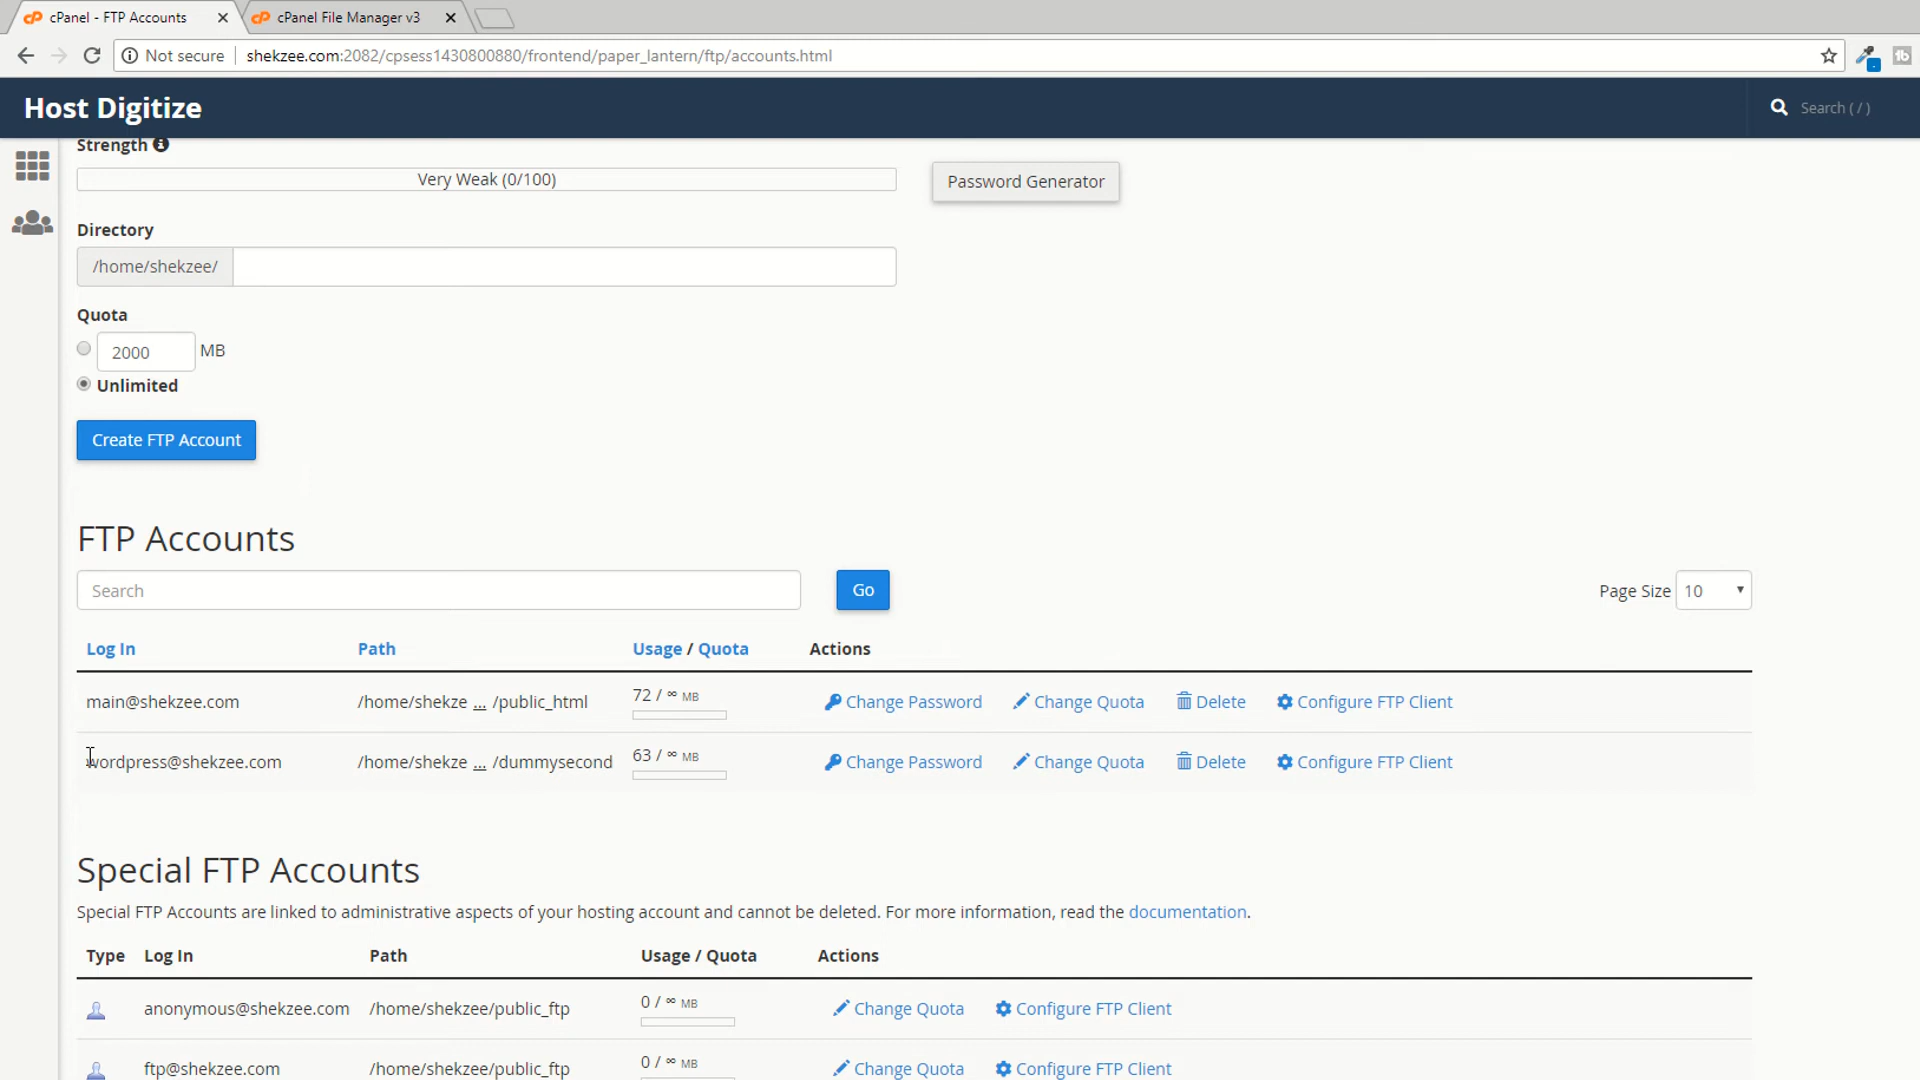 cPanel - FTP Accounts
cPanel File Manager v3
Not secure
shekzee.com:2082/cpsess1430800880/frontend/paper_lantern/ftp/accounts.html
Host Digitize
Search ( / )
Strength
Very Weak (0/100)
Password Generator
Directory
/home/shekzee/
Quota
2000 MB
Unlimited
Create FTP Account
FTP Accounts
Search
Go
Page Size 10
Log In Path Usage / Quota Actions
main@shekzee.com /home/shekze ... /public_html 72 / ∞ MB Change Password Change Quota Delete Configure FTP Client
wordpress@shekzee.com /home/shekze ... /dummysecond 63 / ∞ MB Change Password Change Quota Delete Configure FTP Client
Special FTP Accounts
Special FTP Accounts are linked to administrative aspects of your hosting account and cannot be deleted. For more information, read the documentation.
Type Log In Path Usage / Quota Actions
anonymous@shekzee.com /home/shekzee/public_ftp 0 / ∞ MB Change Quota Configure FTP Client
ftp@shekzee.com /home/shekzee/public_ftp 0 / ∞ MB Change Quota Configure FTP Client